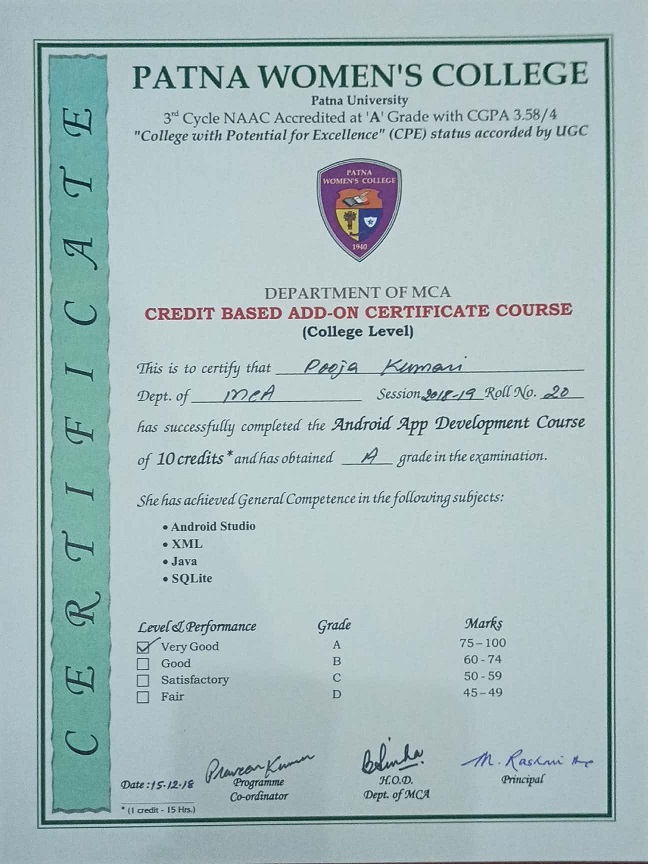 CERTIFICATE
PATNA WOMEN'S COLLEGE
Patna University
3rd Cycle NAAC Accredited at 'A' Grade with CGPA 3.58/4
"College with Potential for Excellence" (CPE) status accorded by UGC
PATNA
WOMEN'S COLLEGE
1940
DEPARTMENT OF MCA
CREDIT BASED ADD-ON CERTIFICATE COURSE
(College Level)
This is to certify that Pooja Kumari
Dept. of MCA Session 2018-19 Roll No. 20
has successfully completed the Android App Development Course
of 10 credits* and has obtained A grade in the examination.
She has achieved General Competence in the following subjects:
• Android Studio
• XML
• Java
• SQLite
Level & Performance Grade Marks
Very Good A 75–100
Good B 60-74
Satisfactory C 50-59
Fair D 45–49
Praveen Kumar BSinha M. Rashmi
Date: 15-12-18 Programme H.O.D. Principal
Co-ordinator Dept. of MCA
* (1 credit - 15 Hrs.)